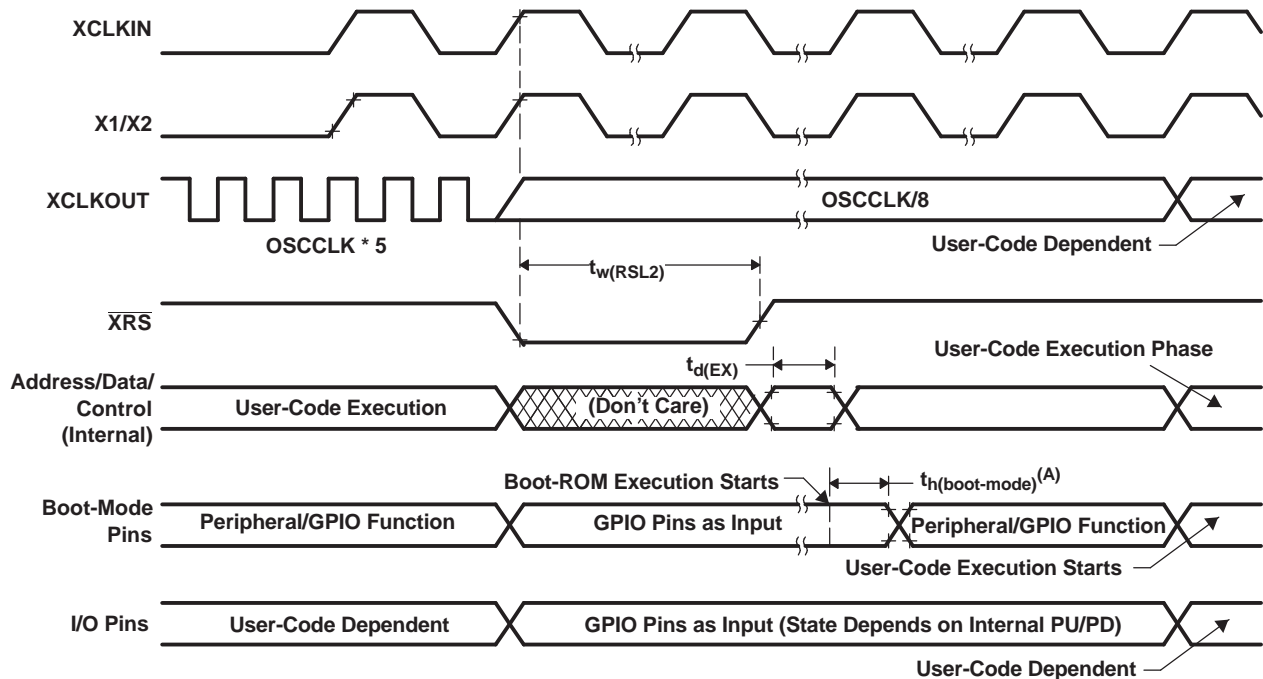 XCLKIN
X1/X2
XCLKOUT
OSCCLK/8
OSCCLK * 5
User-Code Dependent
tw(RSL2)
XRS
User-Code Execution Phase
td(EX)
Address/Data/
Control
(Internal)
User-Code Execution
(Don't Care)
Boot-ROM Execution Starts
th(boot-mode)(A)
Boot-Mode
Pins
Peripheral/GPIO Function
GPIO Pins as Input
Peripheral/GPIO Function
User-Code Execution Starts
I/O Pins
User-Code Dependent
GPIO Pins as Input (State Depends on Internal PU/PD)
User-Code Dependent